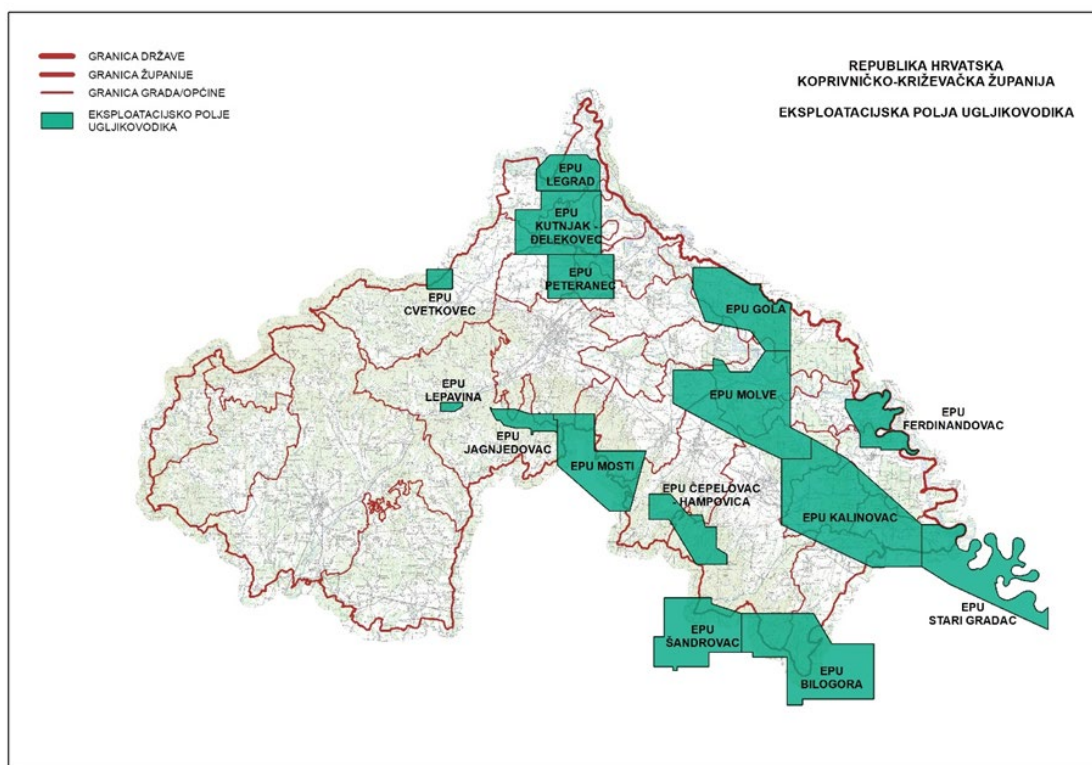 GRANICA DRŽAVE
GRANICA ŽUPANIJE
GRANICA GRADA/OPĆINE
EKSPLOATACIJSKO POLJE
UGLJIKOVODIKA
REPUBLIKA HRVATSKA
KOPRIVNIČKO-KRIŽEVAČKA ŽUPANIJA
EKSPLOATACIJSKA POLJA UGLJIKOVODIKA
EPU
LEGRAD
EPU
KUTNJAK -
ĐELEKOVEC
EPU
PETERANEC
EPU
CVETKOVEC
EPU GOLA
EPU
LEPAVINA
EPU MOLVE
EPU
FERDINANDOVAC
EPU
JAGNJEDOVAC
EPU MOSTI
EPU ČEPELOVAC
- HAMPOVICA
EPU KALINOVAC
EPU
STARI GRADAC
EPU
ŠANDROVAC
EPU
BILOGORA